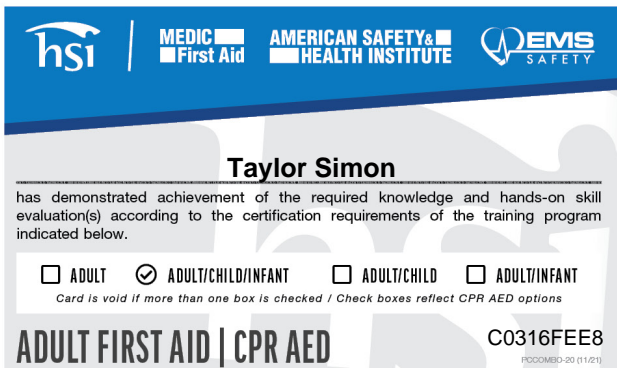 hsi
MEDIC
First Aid
AMERICAN SAFETY&
HEALTH INSTITUTE
EMS
SAFETY
Taylor Simon
has demonstrated achievement of the required knowledge and hands-on skill
evaluation(s) according to the certification requirements of the training program
indicated below.
ADULT ADULT/CHILD/INFANT ADULT/CHILD ADULT/INFANT
Card is void if more than one box is checked / Check boxes reflect CPR AED options
ADULT FIRST AID | CPR AED
C0316FEE8
PCCOMBO-20 (11/21)